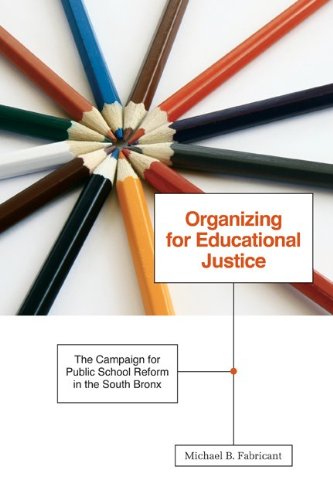 Organizing
for Educational
Justice
The Campaign for
Public School Reform
in the South Bronx
Michael B. Fabricant